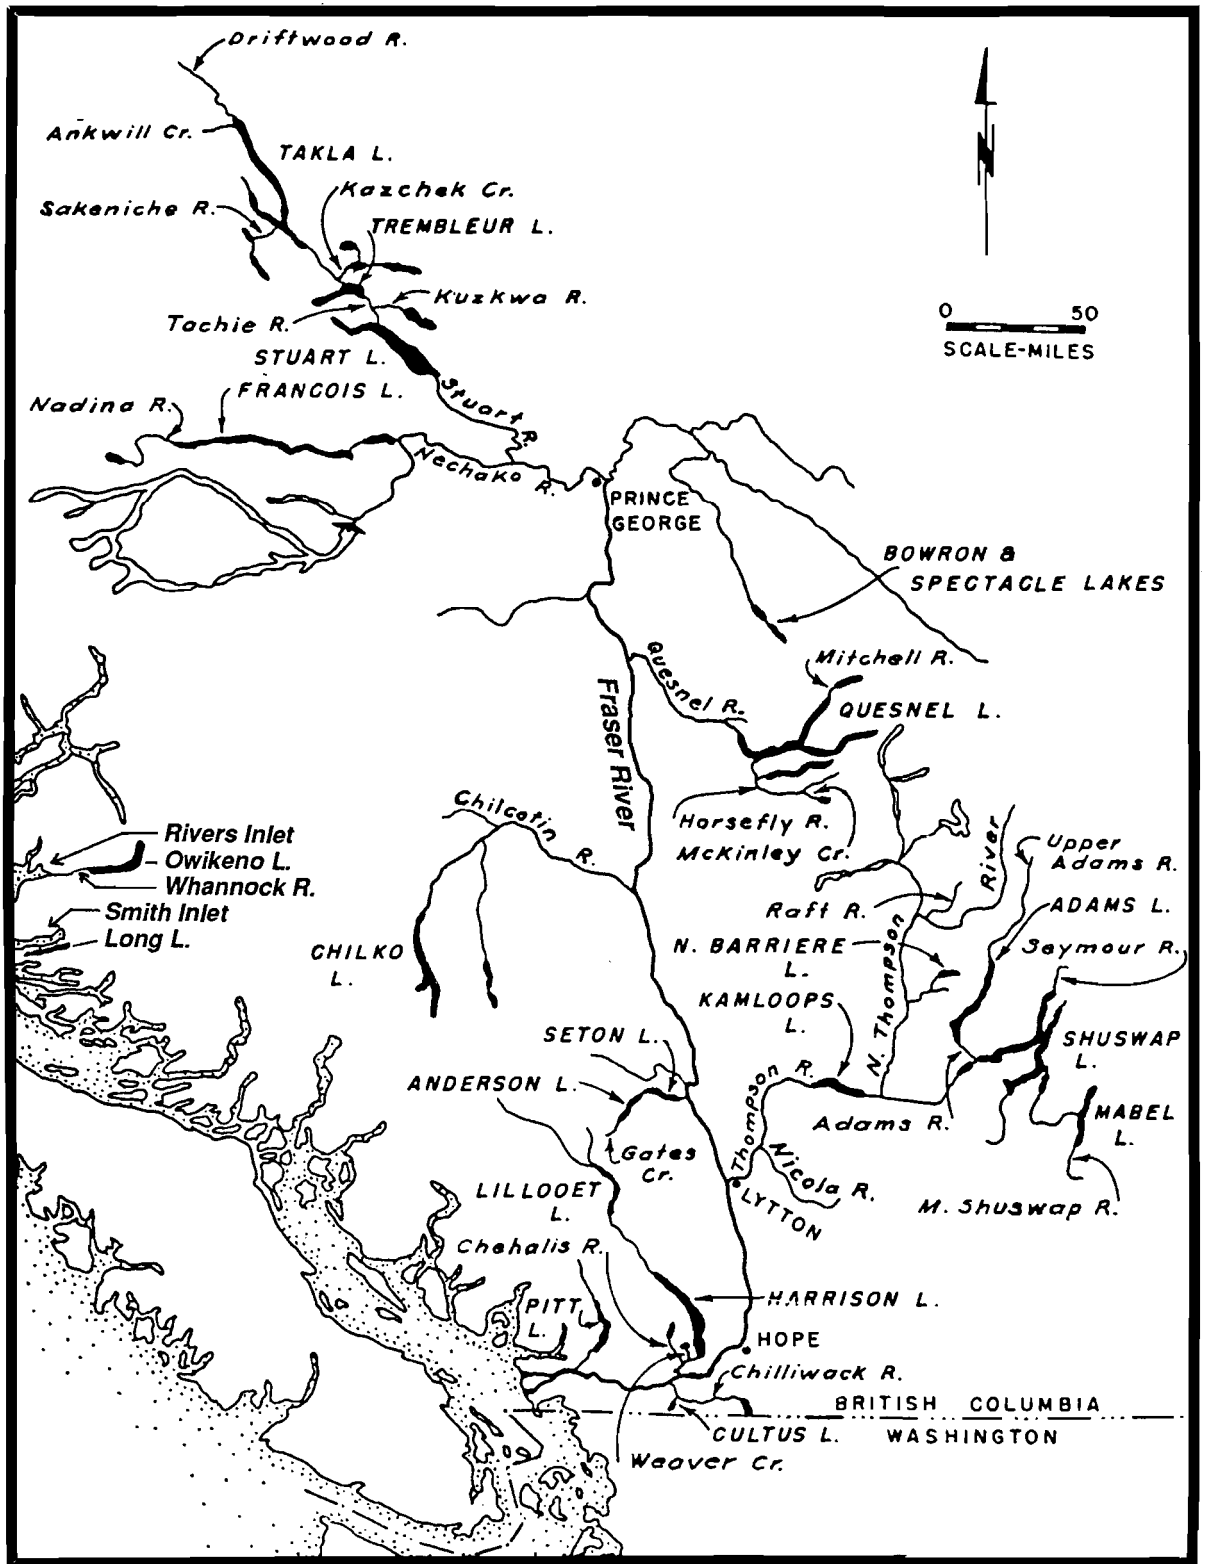 Driftwood R.
Ankwill Cr.
TAKLA L.
Kazchek Cr.
Sakeniche R.
TREMBLEUR L.
Kuzkwa R.
Tachie R.
0 50
SCALE-MILES
N
STUART L.
FRANCOIS L.
Stuart R.
Nadina R.
Nechako R.
PRINCE
GEORGE
BOWRON &
SPECTACLE LAKES
Quesnel R.
Mitchell R.
QUESNEL L.
Fraser River
Horsefly R.
McKinley Cr.
Chilcotin R.
Rivers Inlet
Owikeno L.
Whannock R.
Smith Inlet
Long L.
River
Upper
Adams R.
Raft R.
ADAMS L.
N. BARRIERE
L.
Seymour R.
CHILKO
L.
KAMLOOPS
L.
N. Thompson
SETON L.
SHUSWAP
L.
ANDERSON L.
Thompson R.
Adams R.
MABEL
L.
Gates
Cr.
Nicola R.
LILLOOET
L.
LYTTON
M. Shuswap R.
Chehalis R.
PITT
L.
HARRISON L.
HOPE
Chilliwack R.
BRITISH COLUMBIA
CULTUS L.
WASHINGTON
Weaver Cr.